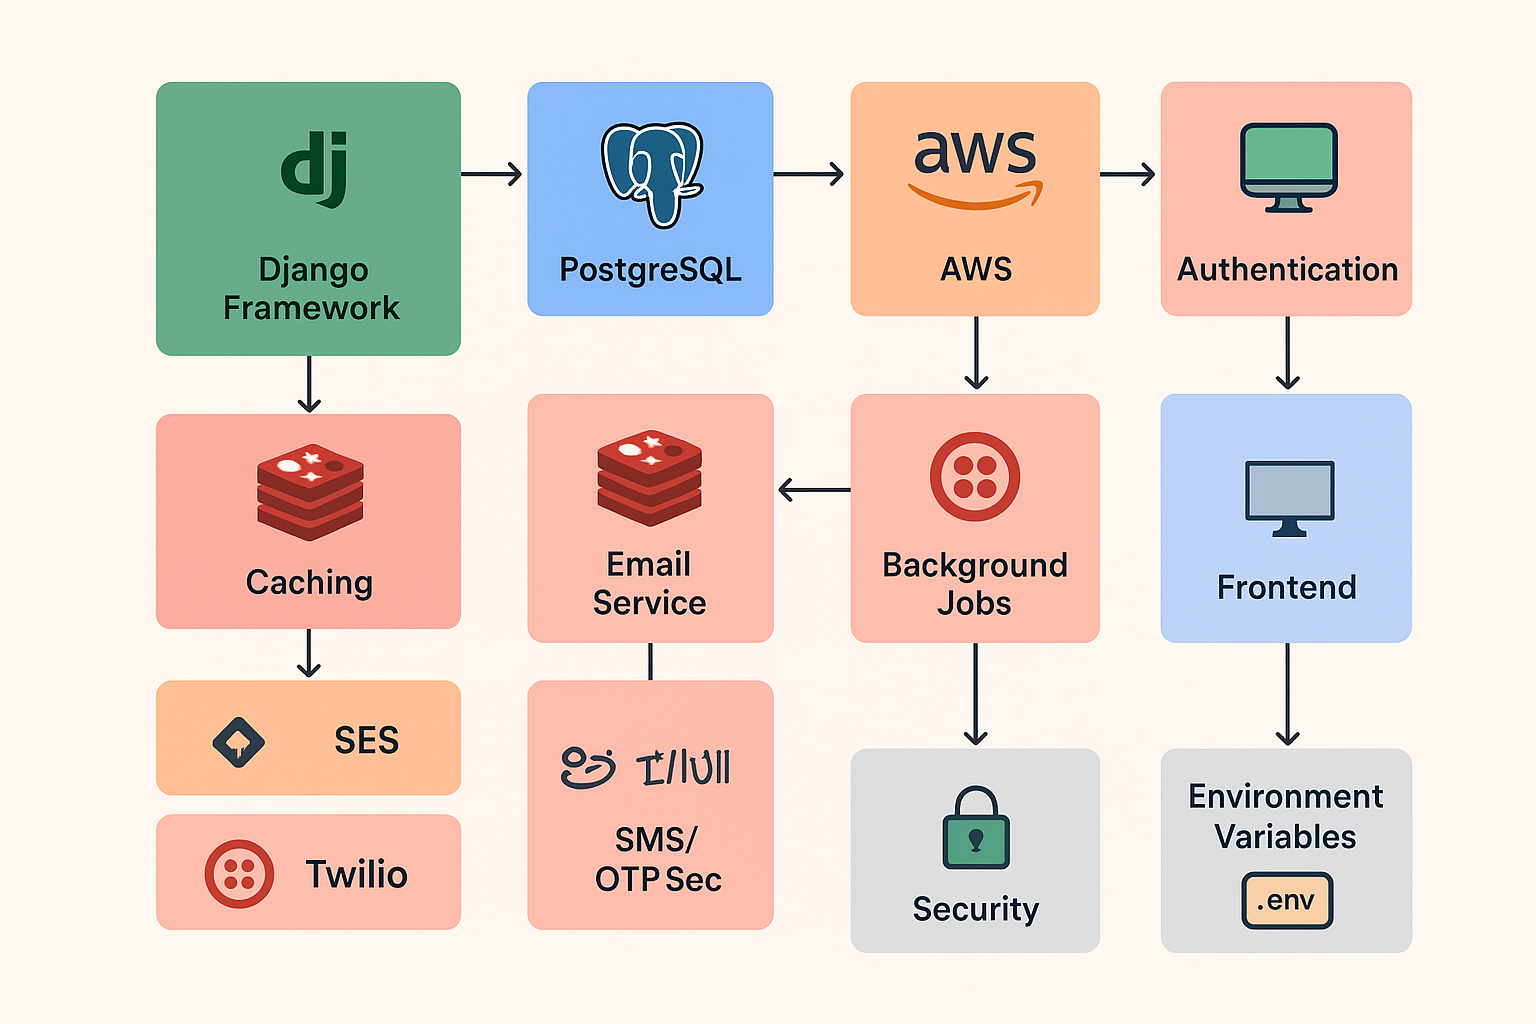 dj
Django
Framework
PostgreSQL
aws
AWS
Authentication
Caching
Email
Service
Background
Jobs
Frontend
SES
Twilio
SMS/
OTP Sec
Security
Environment
Variables
.env